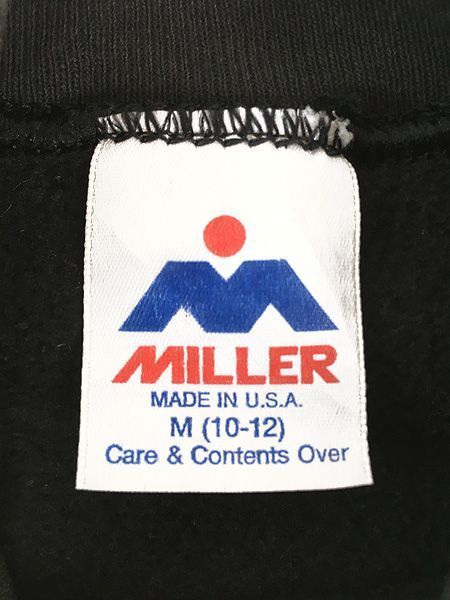 MILLER
MADE IN U.S.A.
M (10-12)
Care & Contents Over